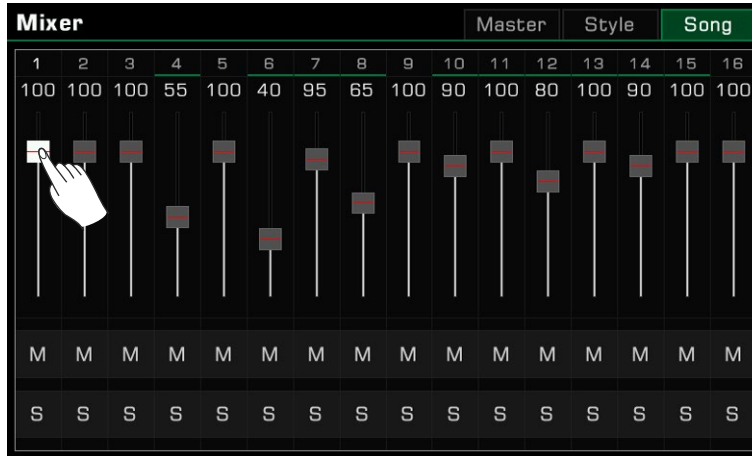 Mixer Master Style Song
1 2 3 4 5 6 7 8 9 10 11 12 13 14 15 16
100 100 100 55 100 40 95 65 100 90 100 80 100 90 100 100
M M M M M M M M M M M M M M M M
S S S S S S S S S S S S S S S S